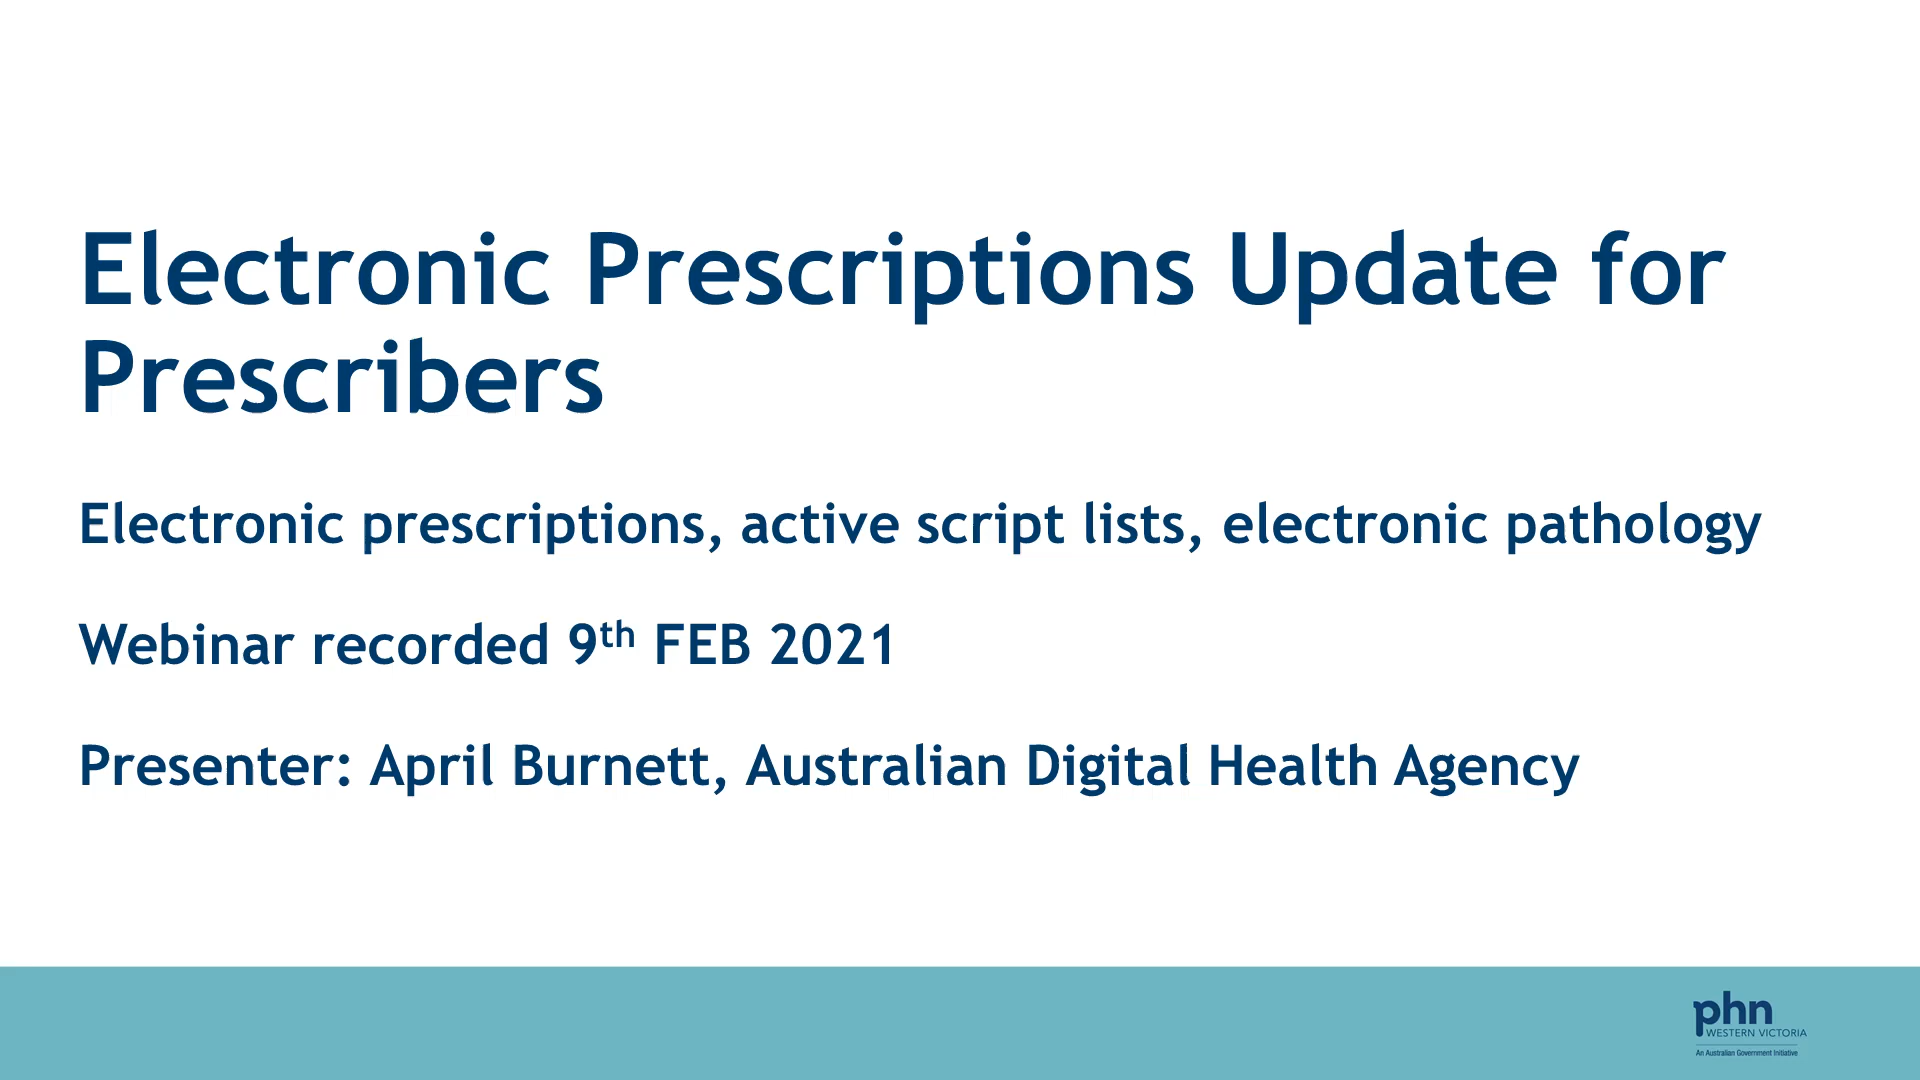 Electronic Prescriptions Update for
Prescribers
Electronic prescriptions, active script lists, electronic pathology
Webinar recorded 9th FEB 2021
Presenter: April Burnett, Australian Digital Health Agency
phn
WESTERN VICTORIA
An Australian Government Initiative